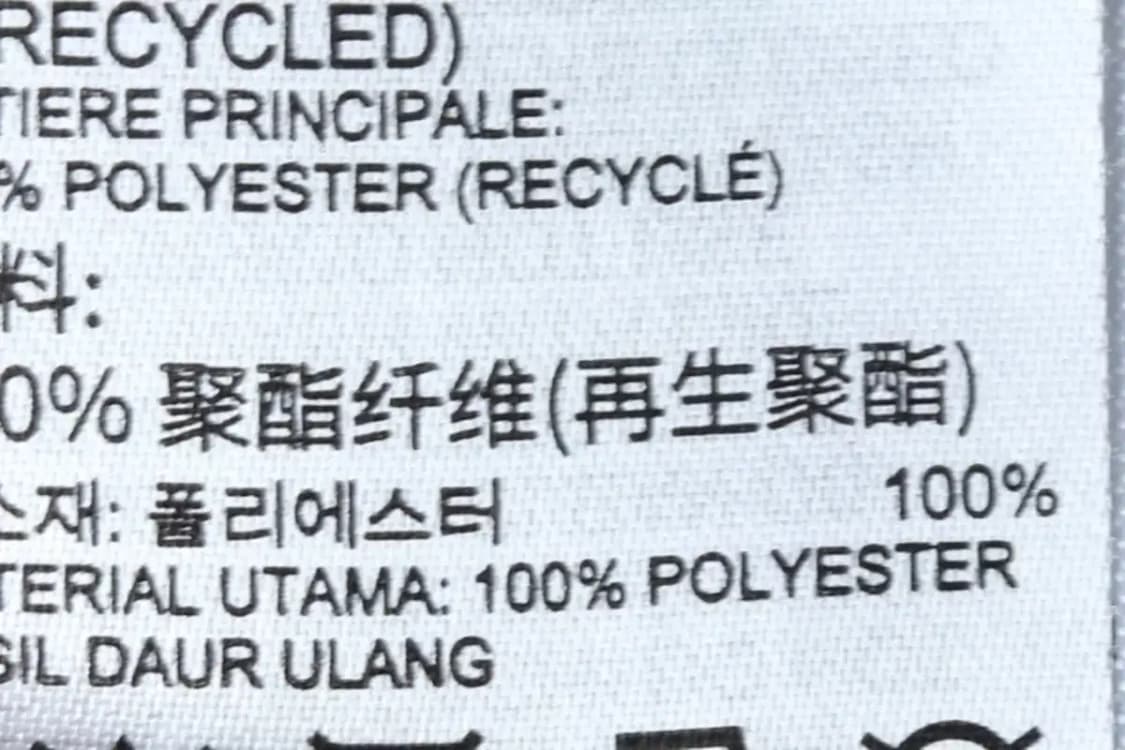 RECYCLED)
TIERE PRINCIPALE:
% POLYESTER (RECYCLÉ)
料:
0% 聚酯纤维(再生聚酯)
소재: 폴리에스터 100%
TERIAL UTAMA: 100% POLYESTER
SIL DAUR ULANG